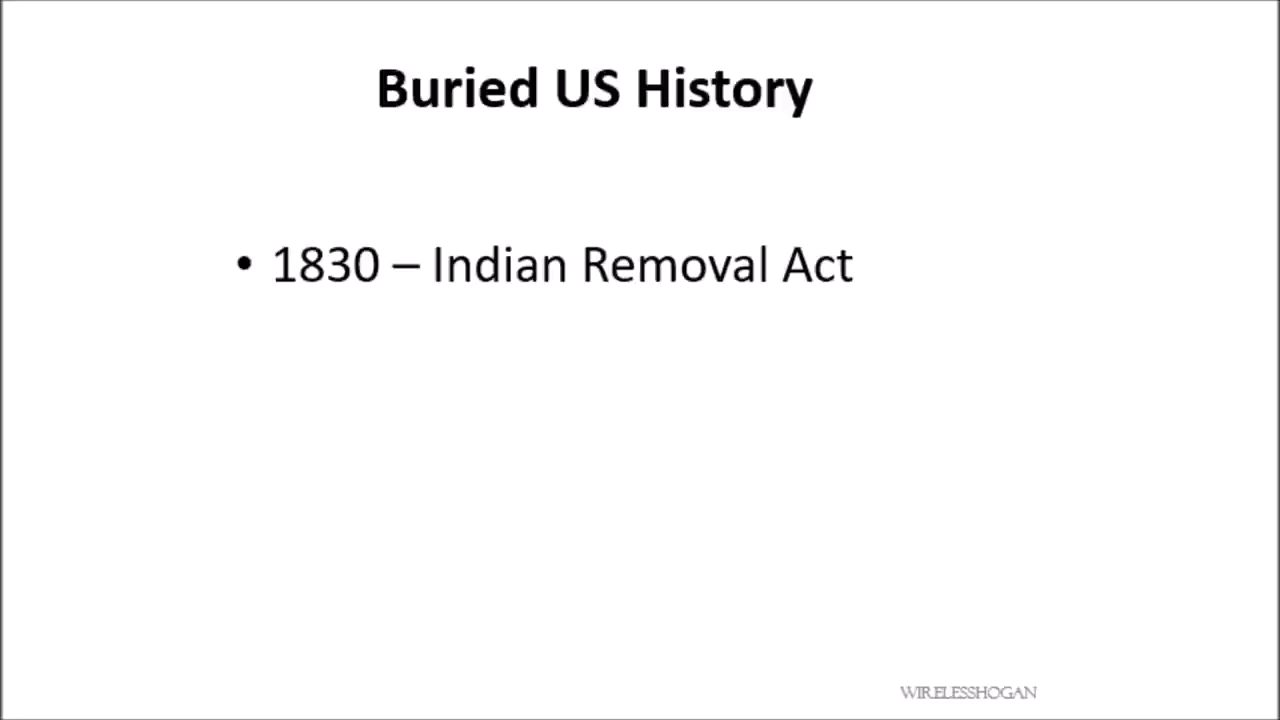 Buried US History
• 1830 – Indian Removal Act
WIRELESSHOGAN